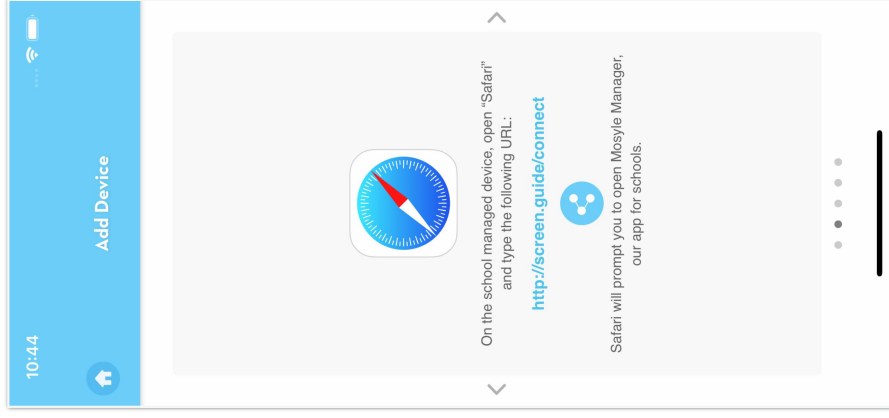 10:44
Add Device
On the school managed device, open “Safari”
and type the following URL:
http://screen.guide/connect
Safari will prompt you to open Mosyle Manager,
our app for schools.